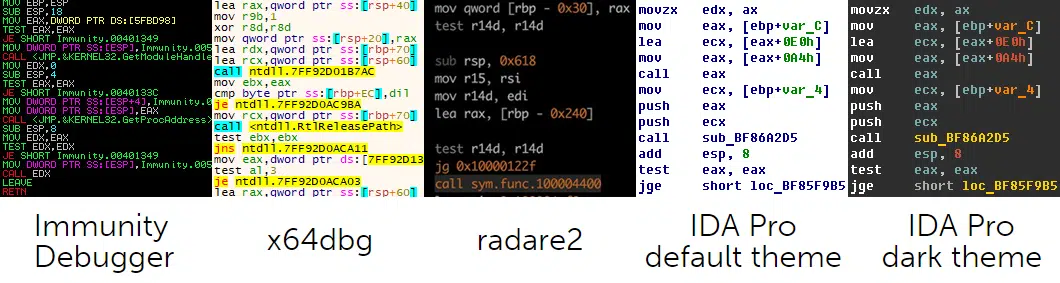 MOV EBP,ESP
SUB ESP,18
MOV EAX,DWORD PTR DS:[5FBD98]
TEST EAX,EAX
JE SHORT Immunity.00401349
MOV DWORD PTR SS:[ESP],Immunity.005
CALL <JMP.&KERNEL32.GetModuleHandle
MOV EDX,0
SUB ESP,4
TEST EAX,EAX
JE SHORT Immunity.0040133C
MOV DWORD PTR SS:[ESP+4],Immunity.00
MOV DWORD PTR SS:[ESP],EAX
CALL <JMP.&KERNEL32.GetProcAddress>
SUB ESP,8
MOV EDX,EAX
TEST EDX,EDX
JE SHORT Immunity.00401349
MOV DWORD PTR SS:[ESP],Immunity.005
CALL EDX
LEAVE
RETN
lea rax,qword ptr ss:[rsp+40]
mov r9b,1
xor r8d,r8d
mov qword ptr ss:[rsp+20],rax
lea rdx,qword ptr ss:[rbp+70]
lea rcx,qword ptr ss:[rsp+60]
call ntdll.7FF92D01B7AC
mov ebx,eax
cmp byte ptr ss:[rbp+EC],dil
je ntdll.7FF92D0AC9BA
mov rcx,qword ptr ss:[rbp+70]
call <ntdll.RtlReleasePath>
test ebx,ebx
jns ntdll.7FF92D0ACA11
mov eax,dword ptr ds:[7FF92D13
test al,3
je ntdll.7FF92D0ACA03
lea rax,qword ptr ss:[rsp+60]
mov qword [rbp - 0x30], rax
test r14d, r14d
sub rsp, 0x618
mov r15, rsi
mov r14d, edi
lea rax, [rbp - 0x240]
test r14d, r14d
jg 0x10000122f
call sym.func.100004400
movzx edx, ax
mov eax, [ebp+var_C]
lea ecx, [eax+0E0h]
mov eax, [eax+0A4h]
call eax
mov ecx, [ebp+var_4]
push eax
push ecx
call sub_BF86A2D5
add esp, 8
test eax, eax
jge short loc_BF85F9B5
movzx edx, ax
mov eax, [ebp+var_C]
lea ecx, [eax+0E0h]
mov eax, [eax+0A4h]
call eax
mov ecx, [ebp+var_4]
push eax
push ecx
call sub_BF86A2D5
add esp, 8
test eax, eax
jge short loc_BF85F9B5
Immunity
Debugger
x64dbg
radare2
IDA Pro
default theme
IDA Pro
dark theme